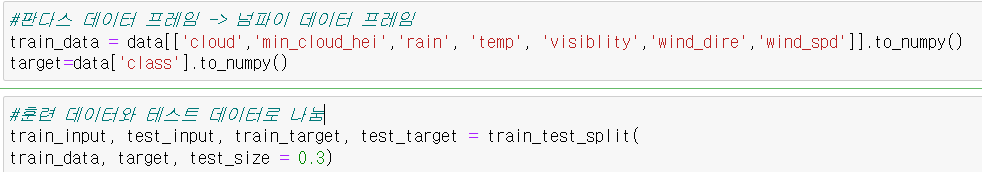 #판다스 데이터 프레임 -> 넘파이 데이터 프레임
train_data = data[['cloud','min_cloud_hei','rain', 'temp', 'visiblity','wind_dire','wind_spd']].to_numpy()
target=data['class'].to_numpy()
#훈련 데이터와 테스트 데이터로 나눔
train_input, test_input, train_target, test_target = train_test_split(
train_data, target, test_size = 0.3)